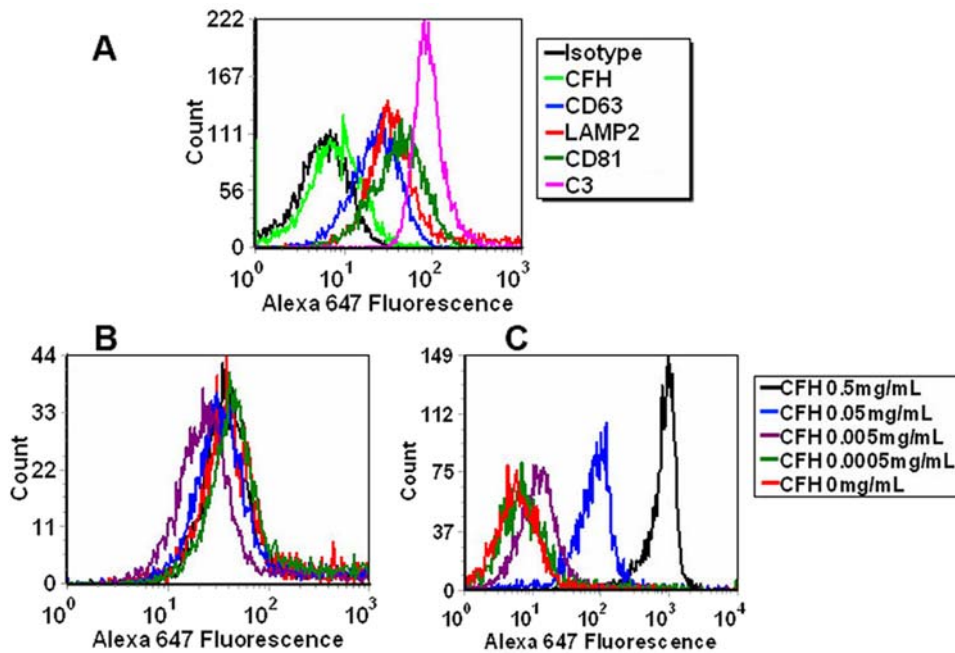 A
222
167
111
56
0
Count
10^0 10^1 10^2 10^3
Alexa 647 Fluorescence
Isotype
CFH
CD63
LAMP2
CD81
C3
B
44
33
22
11
0
Count
10^0 10^1 10^2 10^3
Alexa 647 Fluorescence
C
149
112
75
37
0
Count
10^0 10^1 10^2 10^3 10^4
Alexa 647 Fluorescence
CFH 0.5mg/mL
CFH 0.05mg/mL
CFH 0.005mg/mL
CFH 0.0005mg/mL
CFH 0mg/mL